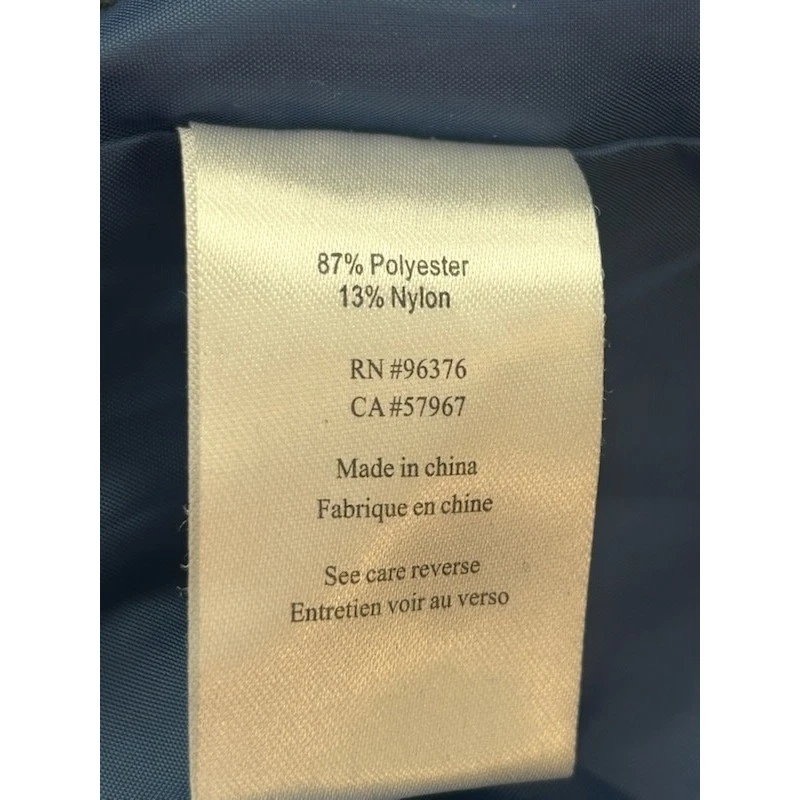 87% Polyester
13% Nylon
RN #96376
CA #57967
Made in china
Fabrique en chine
See care reverse
Entretien voir au verso